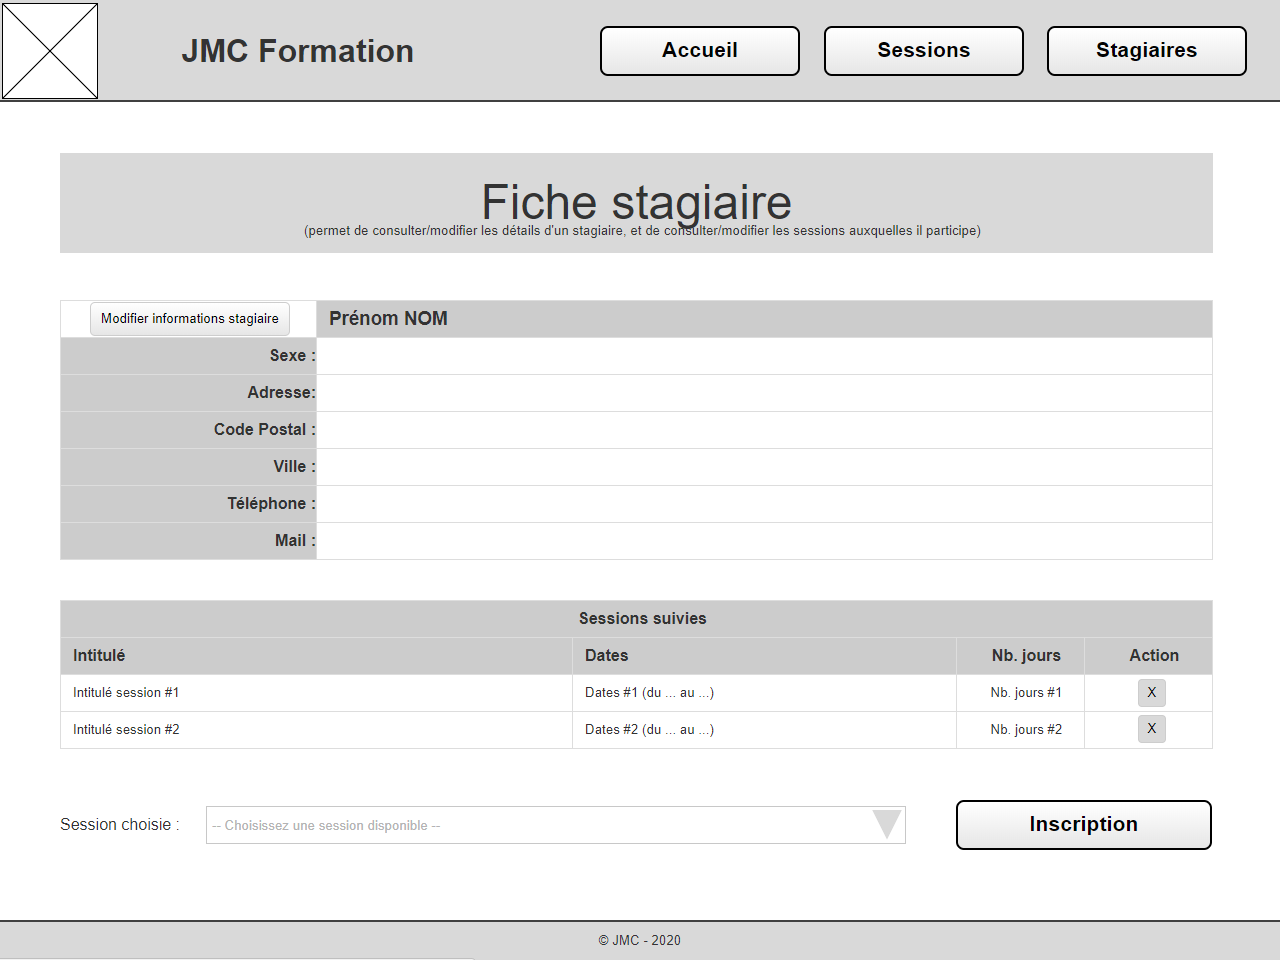 JMC Formation
Accueil
Sessions
Stagiaires
Fiche stagiaire
(permet de consulter/modifier les détails d'un stagiaire, et de consulter/modifier les sessions auxquelles il participe)
Modifier informations stagiaire
Prénom NOM
Sexe :
Adresse:
Code Postal :
Ville :
Téléphone :
Mail :
Sessions suivies
Intitulé Dates Nb. jours Action
Intitulé session #1 Dates #1 (du ... au ...) Nb. jours #1 X
Intitulé session #2 Dates #2 (du ... au ...) Nb. jours #2 X
Session choisie : -- Choisissez une session disponible -- Inscription
© JMC - 2020